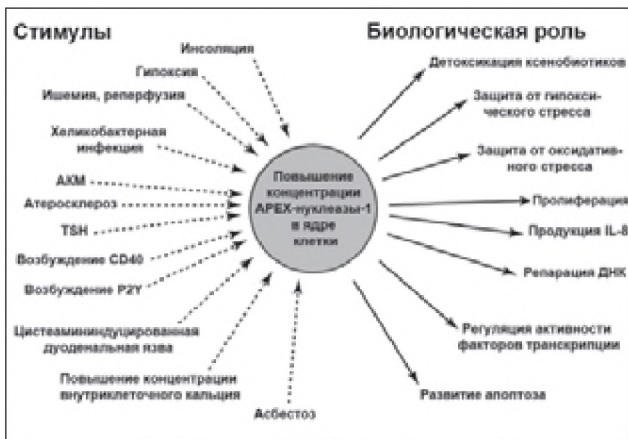 Стимулы
Биологическая роль
Инсоляция
Гипоксия
Ишемия, реперфузия
Хеликобактерная
инфекция
АКМ
Атеросклероз
TSH
Возбуждение CD40
Возбуждение P2Y
Цистеамининдуцированная
дуоденальная язва
Повышение концентрации
внутриклеточного кальция
Асбестоз
Повышение
концентрации
APEX-нуклеазы-1
в ядре
клетки
Детоксикация ксенобиотиков
Защита от гипокси-
ческого стресса
Защита от оксидатив-
ного стресса
Пролиферация
Продукция IL-8
Репарация ДНК
Регуляция активности
факторов транскрипции
Развитие апоптоза